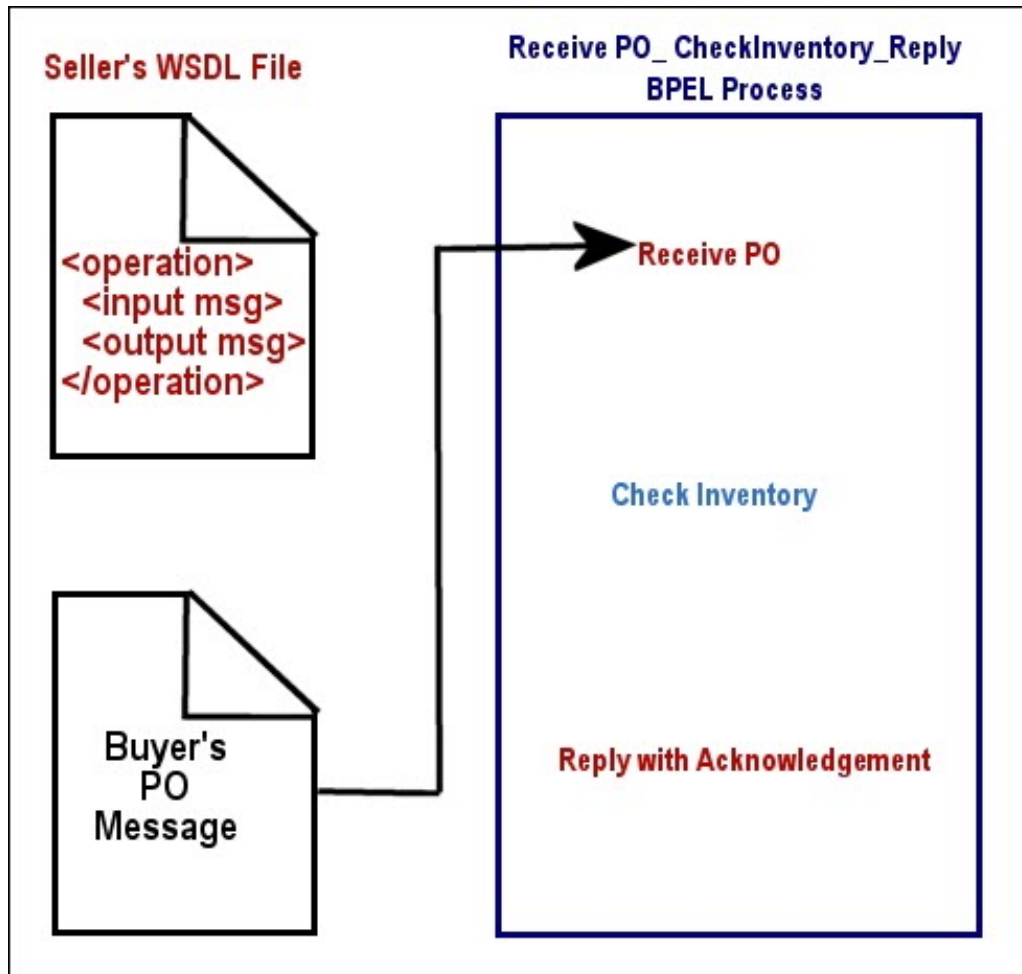 Seller's WSDL File
<operation>
<input msg>
<output msg>
</operation>
Buyer's
PO
Message
Receive PO_ CheckInventory_Reply
BPEL Process
Receive PO
Check Inventory
Reply with Acknowledgement